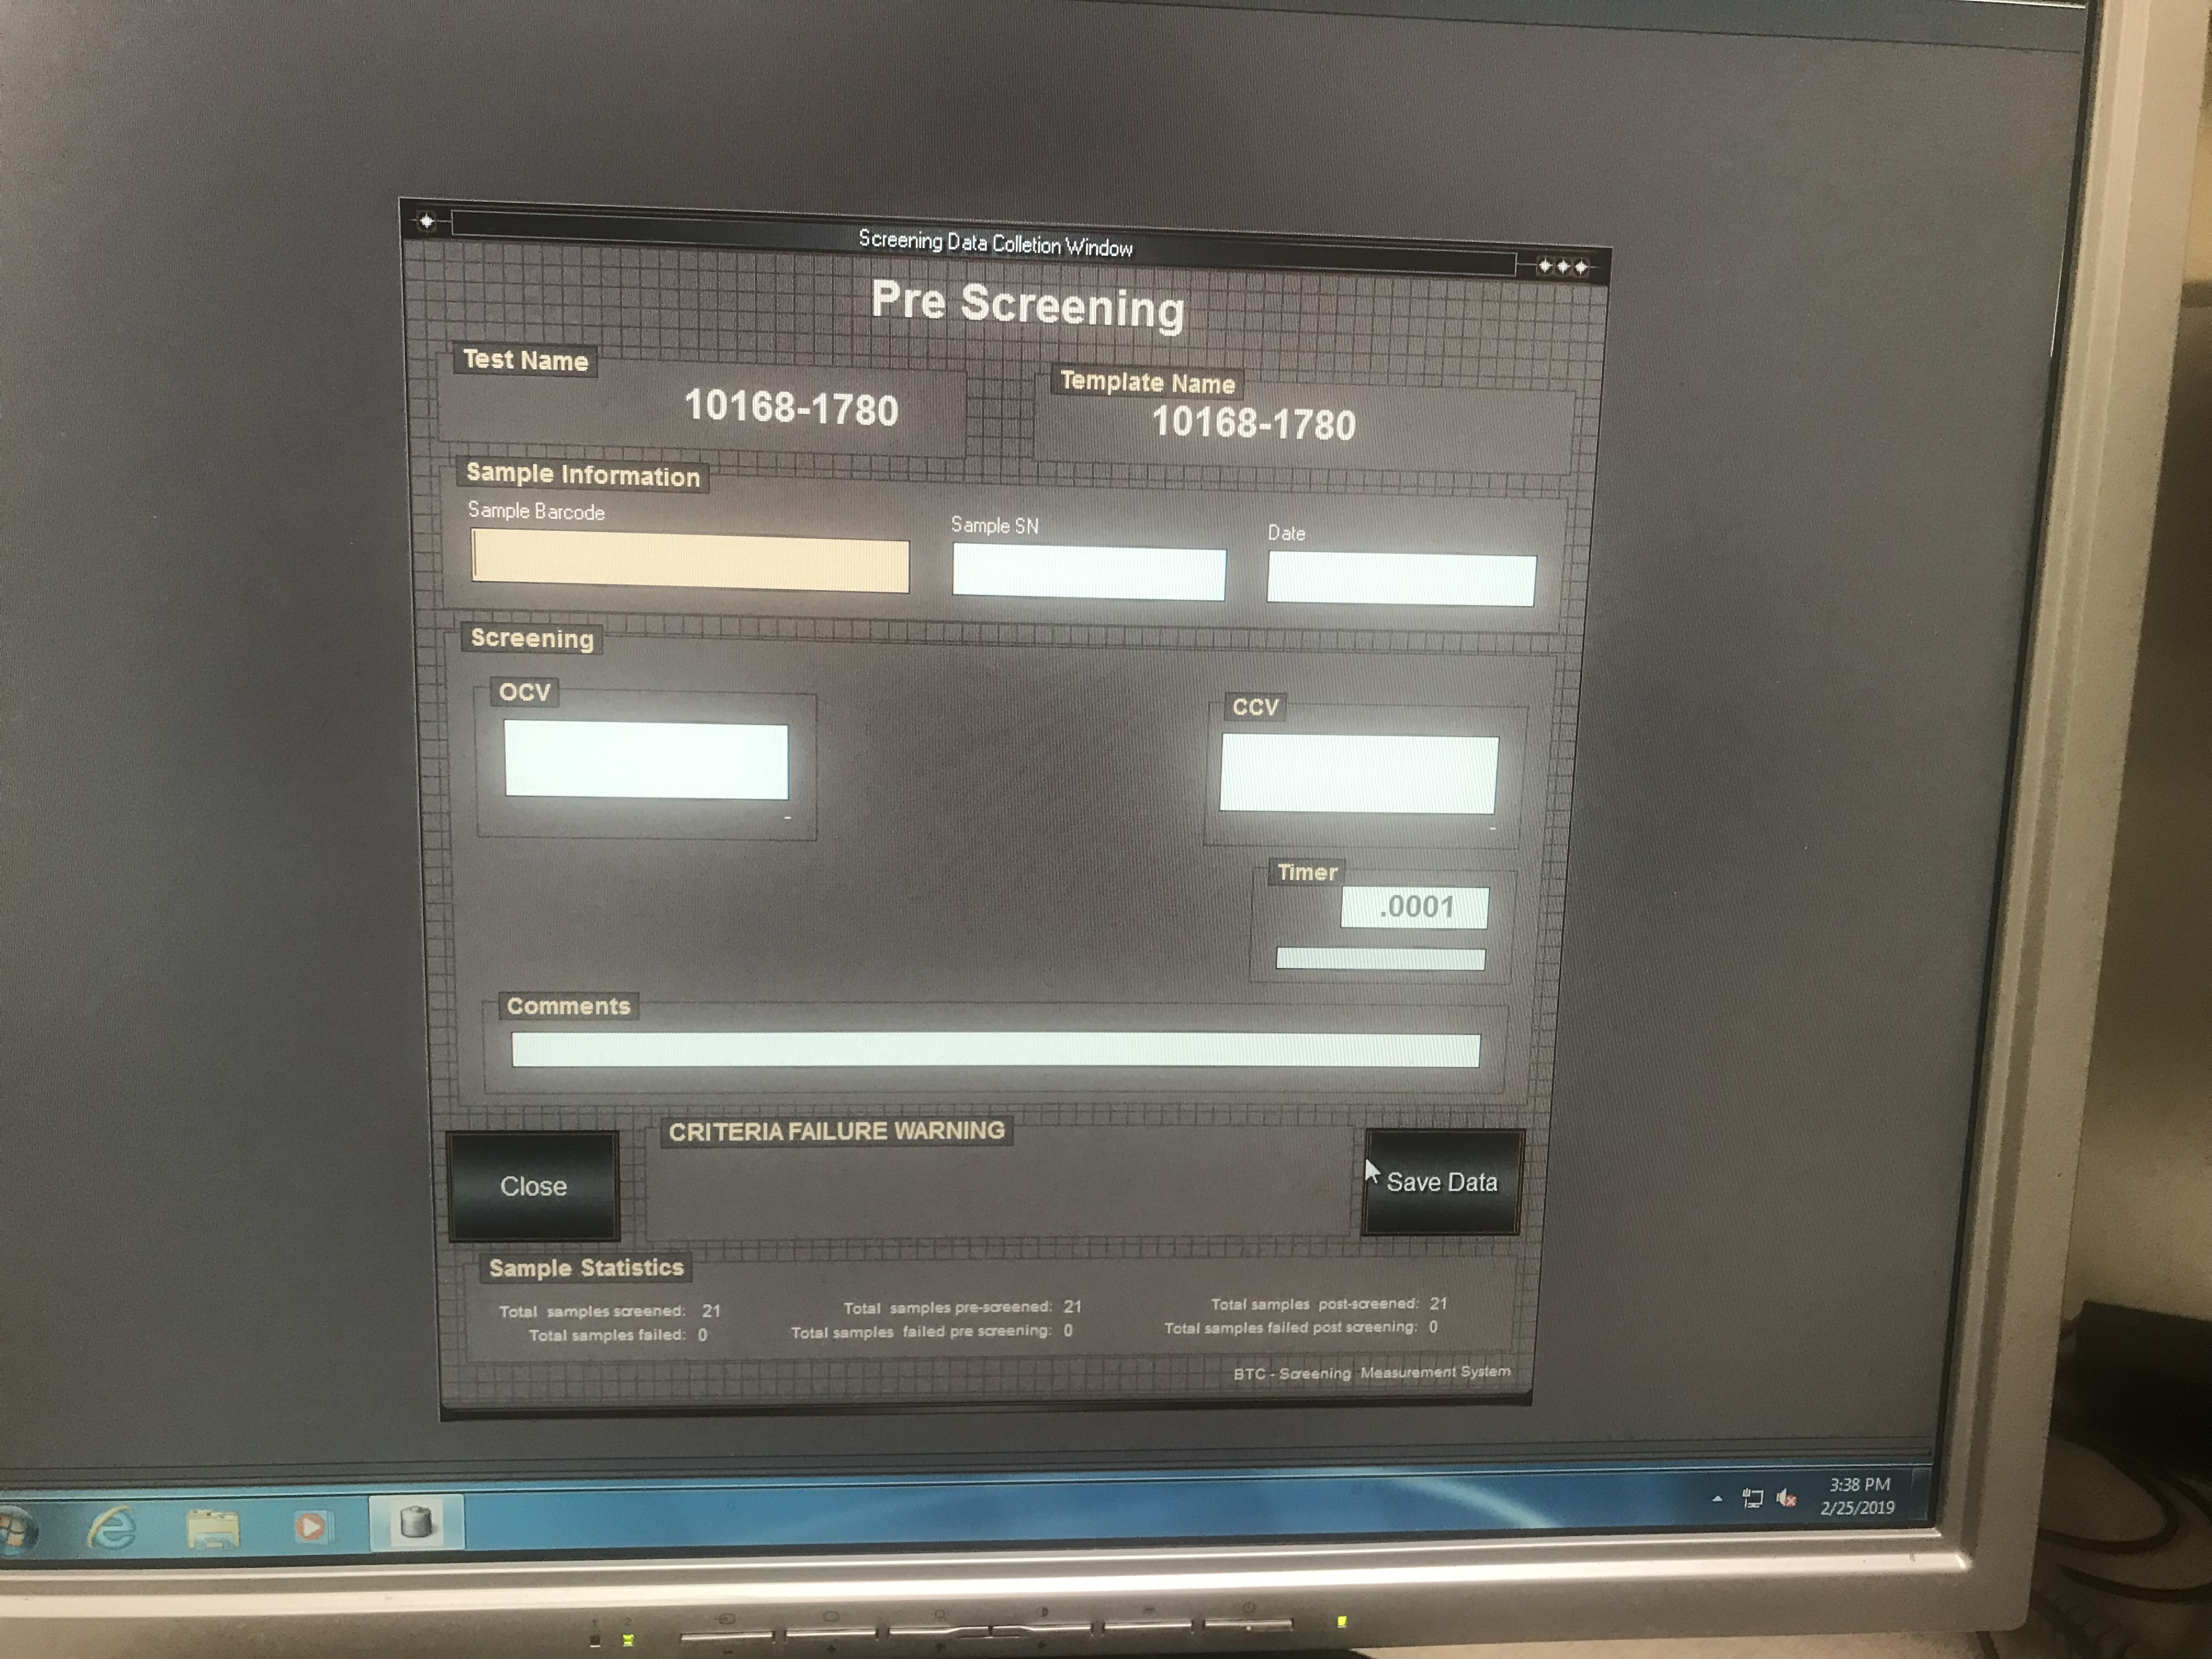 Screening Data Colletion Window
Pre Screening
Test Name
10168-1780
Template Name
10168-1780
Sample Information
Sample Barcode
Sample SN
Date
Screening
OCV
CCV
Timer
.0001
Comments
CRITERIA FAILURE WARNING
Close
Save Data
Sample Statistics
Total samples screened: 21
Total samples pre-screened: 21
Total samples post-screened: 21
Total samples failed: 0
Total samples failed pre screening: 0
Total samples failed post screening: 0
BTC - Screening Measurement System
3:38 PM
2/25/2019